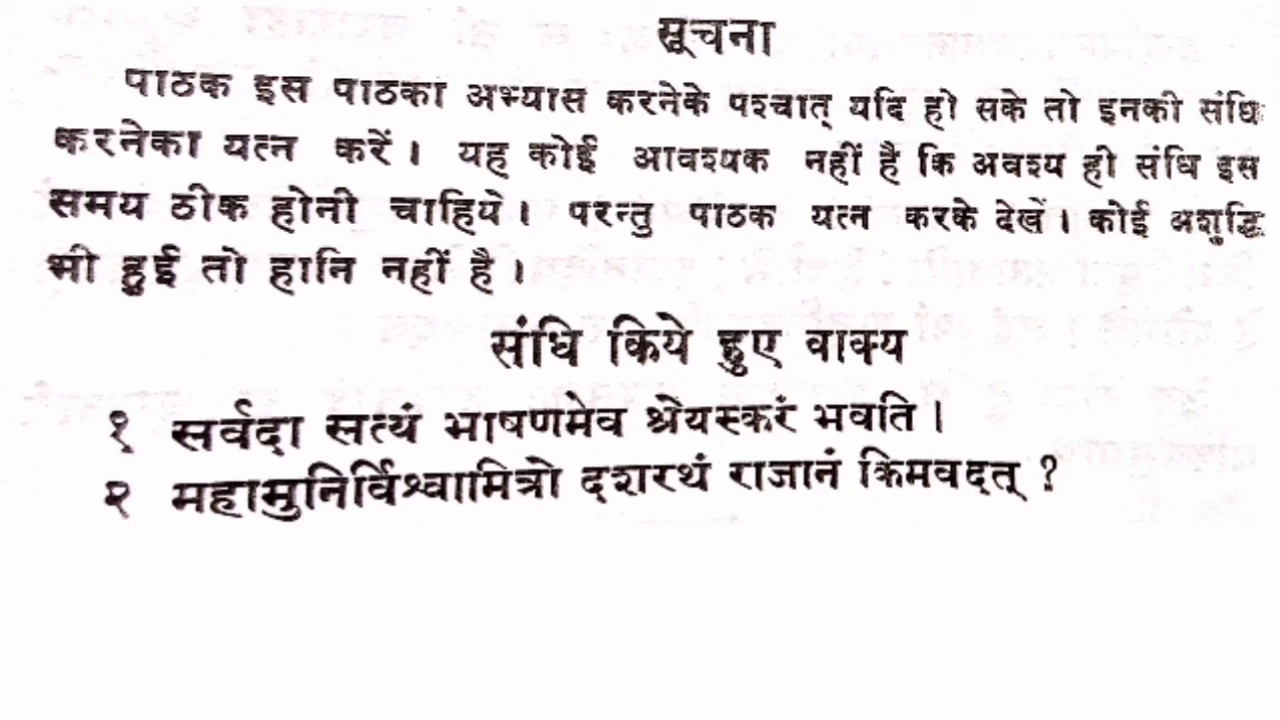 सूचना
पाठक इस पाठका अभ्यास करनेके पश्चात् यदि हो सके तो इनकी संधि
करनेका यत्न करें। यह कोई आवश्यक नहीं है कि अवश्य ही संधि इस
समय ठीक होनी चाहिये। परन्तु पाठक यत्न करके देखें। कोई अशुद्धि
भी हुई तो हानि नहीं है।
संधि किये हुए वाक्य
१ सर्वदा सत्यं भाषणमेव श्रेयस्करं भवति।
२ महामुनिर्विश्वामित्रो दशरथं राजानं किमवदत् ?